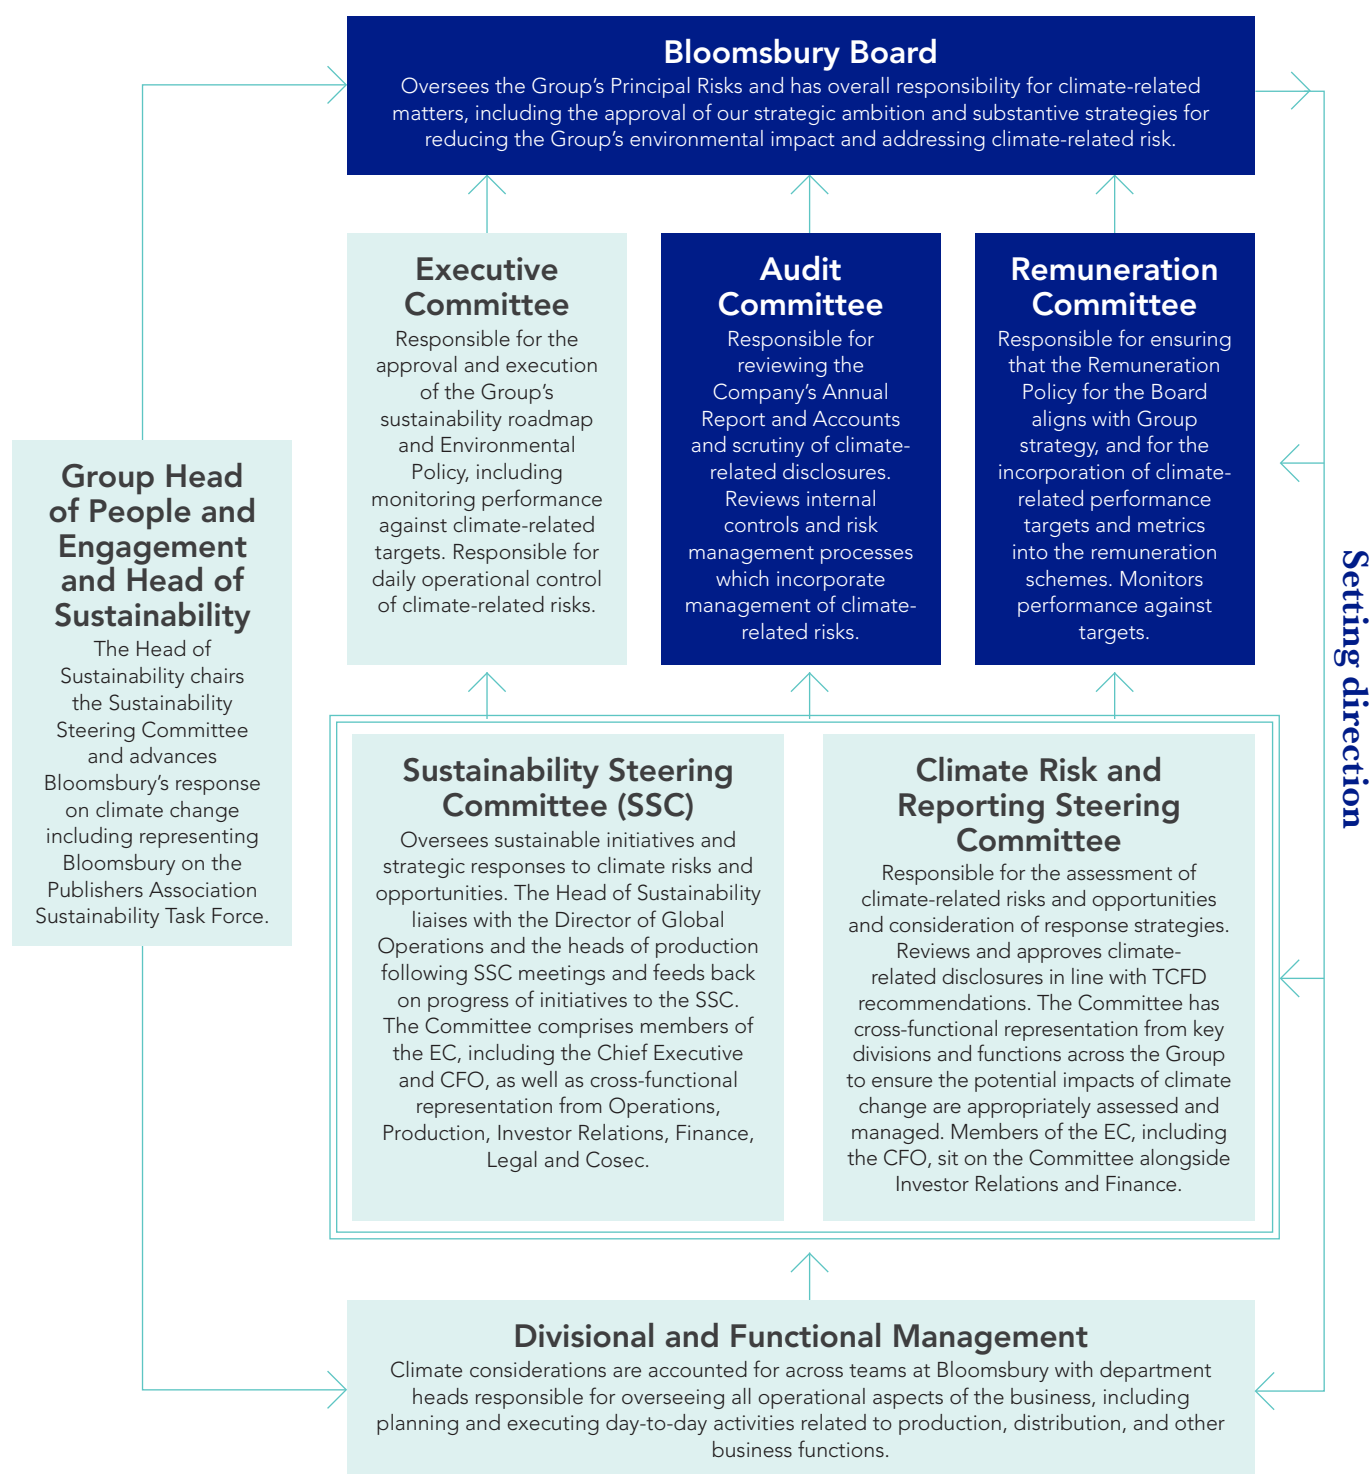 Bloomsbury Board
Oversees the Group’s Principal Risks and has overall responsibility for climate-related
matters, including the approval of our strategic ambition and substantive strategies for
reducing the Group’s environmental impact and addressing climate-related risk.
Executive
Committee
Responsible for the
approval and execution
of the Group’s
sustainability roadmap
and Environmental
Policy, including
monitoring performance
against climate-related
targets. Responsible for
daily operational control
of climate-related risks.
Audit
Committee
Responsible for
reviewing the
Company’s Annual
Report and Accounts
and scrutiny of climate-
related disclosures.
Reviews internal
controls and risk
management processes
which incorporate
management of climate-
related risks.
Remuneration
Committee
Responsible for ensuring
that the Remuneration
Policy for the Board
aligns with Group
strategy, and for the
incorporation of climate-
related performance
targets and metrics
into the remuneration
schemes. Monitors
performance against
targets.
Group Head
of People and
Engagement
and Head of
Sustainability
The Head of
Sustainability chairs
the Sustainability
Steering Committee
and advances
Bloomsbury’s response
on climate change
including representing
Bloomsbury on the
Publishers Association
Sustainability Task Force.
Setting direction
Sustainability Steering
Committee (SSC)
Oversees sustainable initiatives and
strategic responses to climate risks and
opportunities. The Head of Sustainability
liaises with the Director of Global
Operations and the heads of production
following SSC meetings and feeds back
on progress of initiatives to the SSC.
The Committee comprises members of
the EC, including the Chief Executive
and CFO, as well as cross-functional
representation from Operations,
Production, Investor Relations, Finance,
Legal and Cosec.
Climate Risk and
Reporting Steering
Committee
Responsible for the assessment of
climate-related risks and opportunities
and consideration of response strategies.
Reviews and approves climate-
related disclosures in line with TCFD
recommendations. The Committee has
cross-functional representation from key
divisions and functions across the Group
to ensure the potential impacts of climate
change are appropriately assessed and
managed. Members of the EC, including
the CFO, sit on the Committee alongside
Investor Relations and Finance.
Divisional and Functional Management
Climate considerations are accounted for across teams at Bloomsbury with department
heads responsible for overseeing all operational aspects of the business, including
planning and executing day-to-day activities related to production, distribution, and other
business functions.